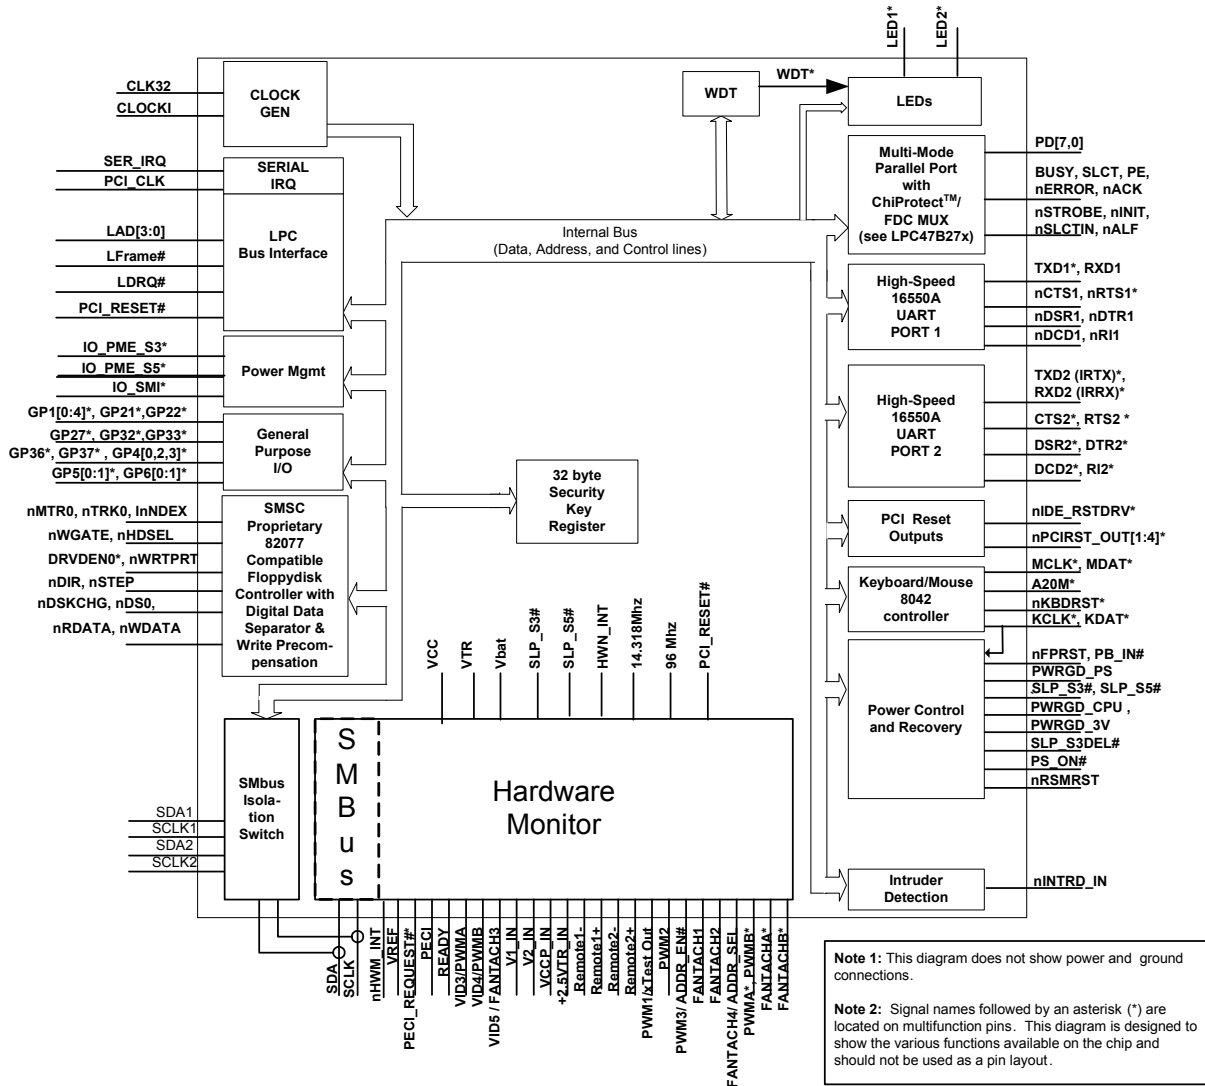 LED1*
LED2*
CLK32
CLOCKI
CLOCK
GEN
WDT
WDT*
LEDs
SER_IRQ
PCI_CLK
SERIAL
IRQ
LAD[3:0]
LFrame#
LDRQ#
PCI_RESET#
LPC
Bus Interface
Internal Bus
(Data, Address, and Control lines)
Multi-Mode
Parallel Port
with
ChiProtect™/
FDC MUX
(see LPC47B27x)
PD[7,0]
BUSY, SLCT, PE,
nERROR, nACK
nSTROBE, nINIT,
nSLCTIN, nALF
High-Speed
16550A
UART
PORT 1
TXD1*, RXD1
nCTS1, nRTS1*
nDSR1, nDTR1
nDCD1, nRI1
IO_PME_S3*
IO_PME_S5*
IO_SMI*
Power Mgmt
High-Speed
16550A
UART
PORT 2
TXD2 (IRTX)*,
RXD2 (IRRX)*
CTS2*, RTS2 *
DSR2*, DTR2*
DCD2*, RI2*
GP1[0:4]*, GP21*,GP22*
GP27*, GP32*,GP33*
GP36*, GP37* , GP4[0,2,3]*
GP5[0:1]*, GP6[0:1]*
General
Purpose
I/O
32 byte
Security
Key
Register
nMTR0, nTRK0, InNDEX
nWGATE, nHDSEL
DRVDEN0*, nWRTPRT
nDIR, nSTEP
nDSKCHG, nDS0,
nRDATA, nWDATA
SMSC
Proprietary
82077
Compatible
Floppydisk
Controller with
Digital Data
Separator &
Write Precom-
pensation
PCI Reset
Outputs
nIDE_RSTDRV*
nPCIRST_OUT[1:4]*
Keyboard/Mouse
8042
controller
MCLK*, MDAT*
A20M*
nKBDRST*
KCLK*, KDAT*
Power Control
and Recovery
nFPRST, PB_IN#
PWRGD_PS
SLP_S3#, SLP_S5#
PWRGD_CPU ,
PWRGD_3V
SLP_S3DEL#
PS_ON#
nRSMRST
VCC
VTR
Vbat
SLP_S3#
SLP_S5#
HWN_INT
14.318Mhz
96 Mhz
PCI_RESET#
SMbus
Isola-
tion
Switch
SDA1
SCLK1
SDA2
SCLK2
S
M
B
u
s
Hardware
Monitor
Intruder
Detection
nINTRD_IN
SDA
SCLK
nHWM_INT
VREF
PECI_REQUEST#*
PECI
READY
VID3/PWMA
VID4/PWMB
VID5 / FANTACH3
V1_IN
V2_IN
VCCP_IN
+2.5VTR_IN
Remote1-
Remote1+
Remote2-
Remote2+
PWM1/xTest Out
PWM2
PWM3/ ADDR_EN#
FANTACH1
FANTACH2
FANTACH4/ ADDR_SEL
PWMA*, PWMB*
FANTACHA*
FANTACHB*
Note 1: This diagram does not show power and ground
connections.
Note 2: Signal names followed by an asterisk (*) are
located on multifunction pins. This diagram is designed to
show the various functions available on the chip and
should not be used as a pin layout.